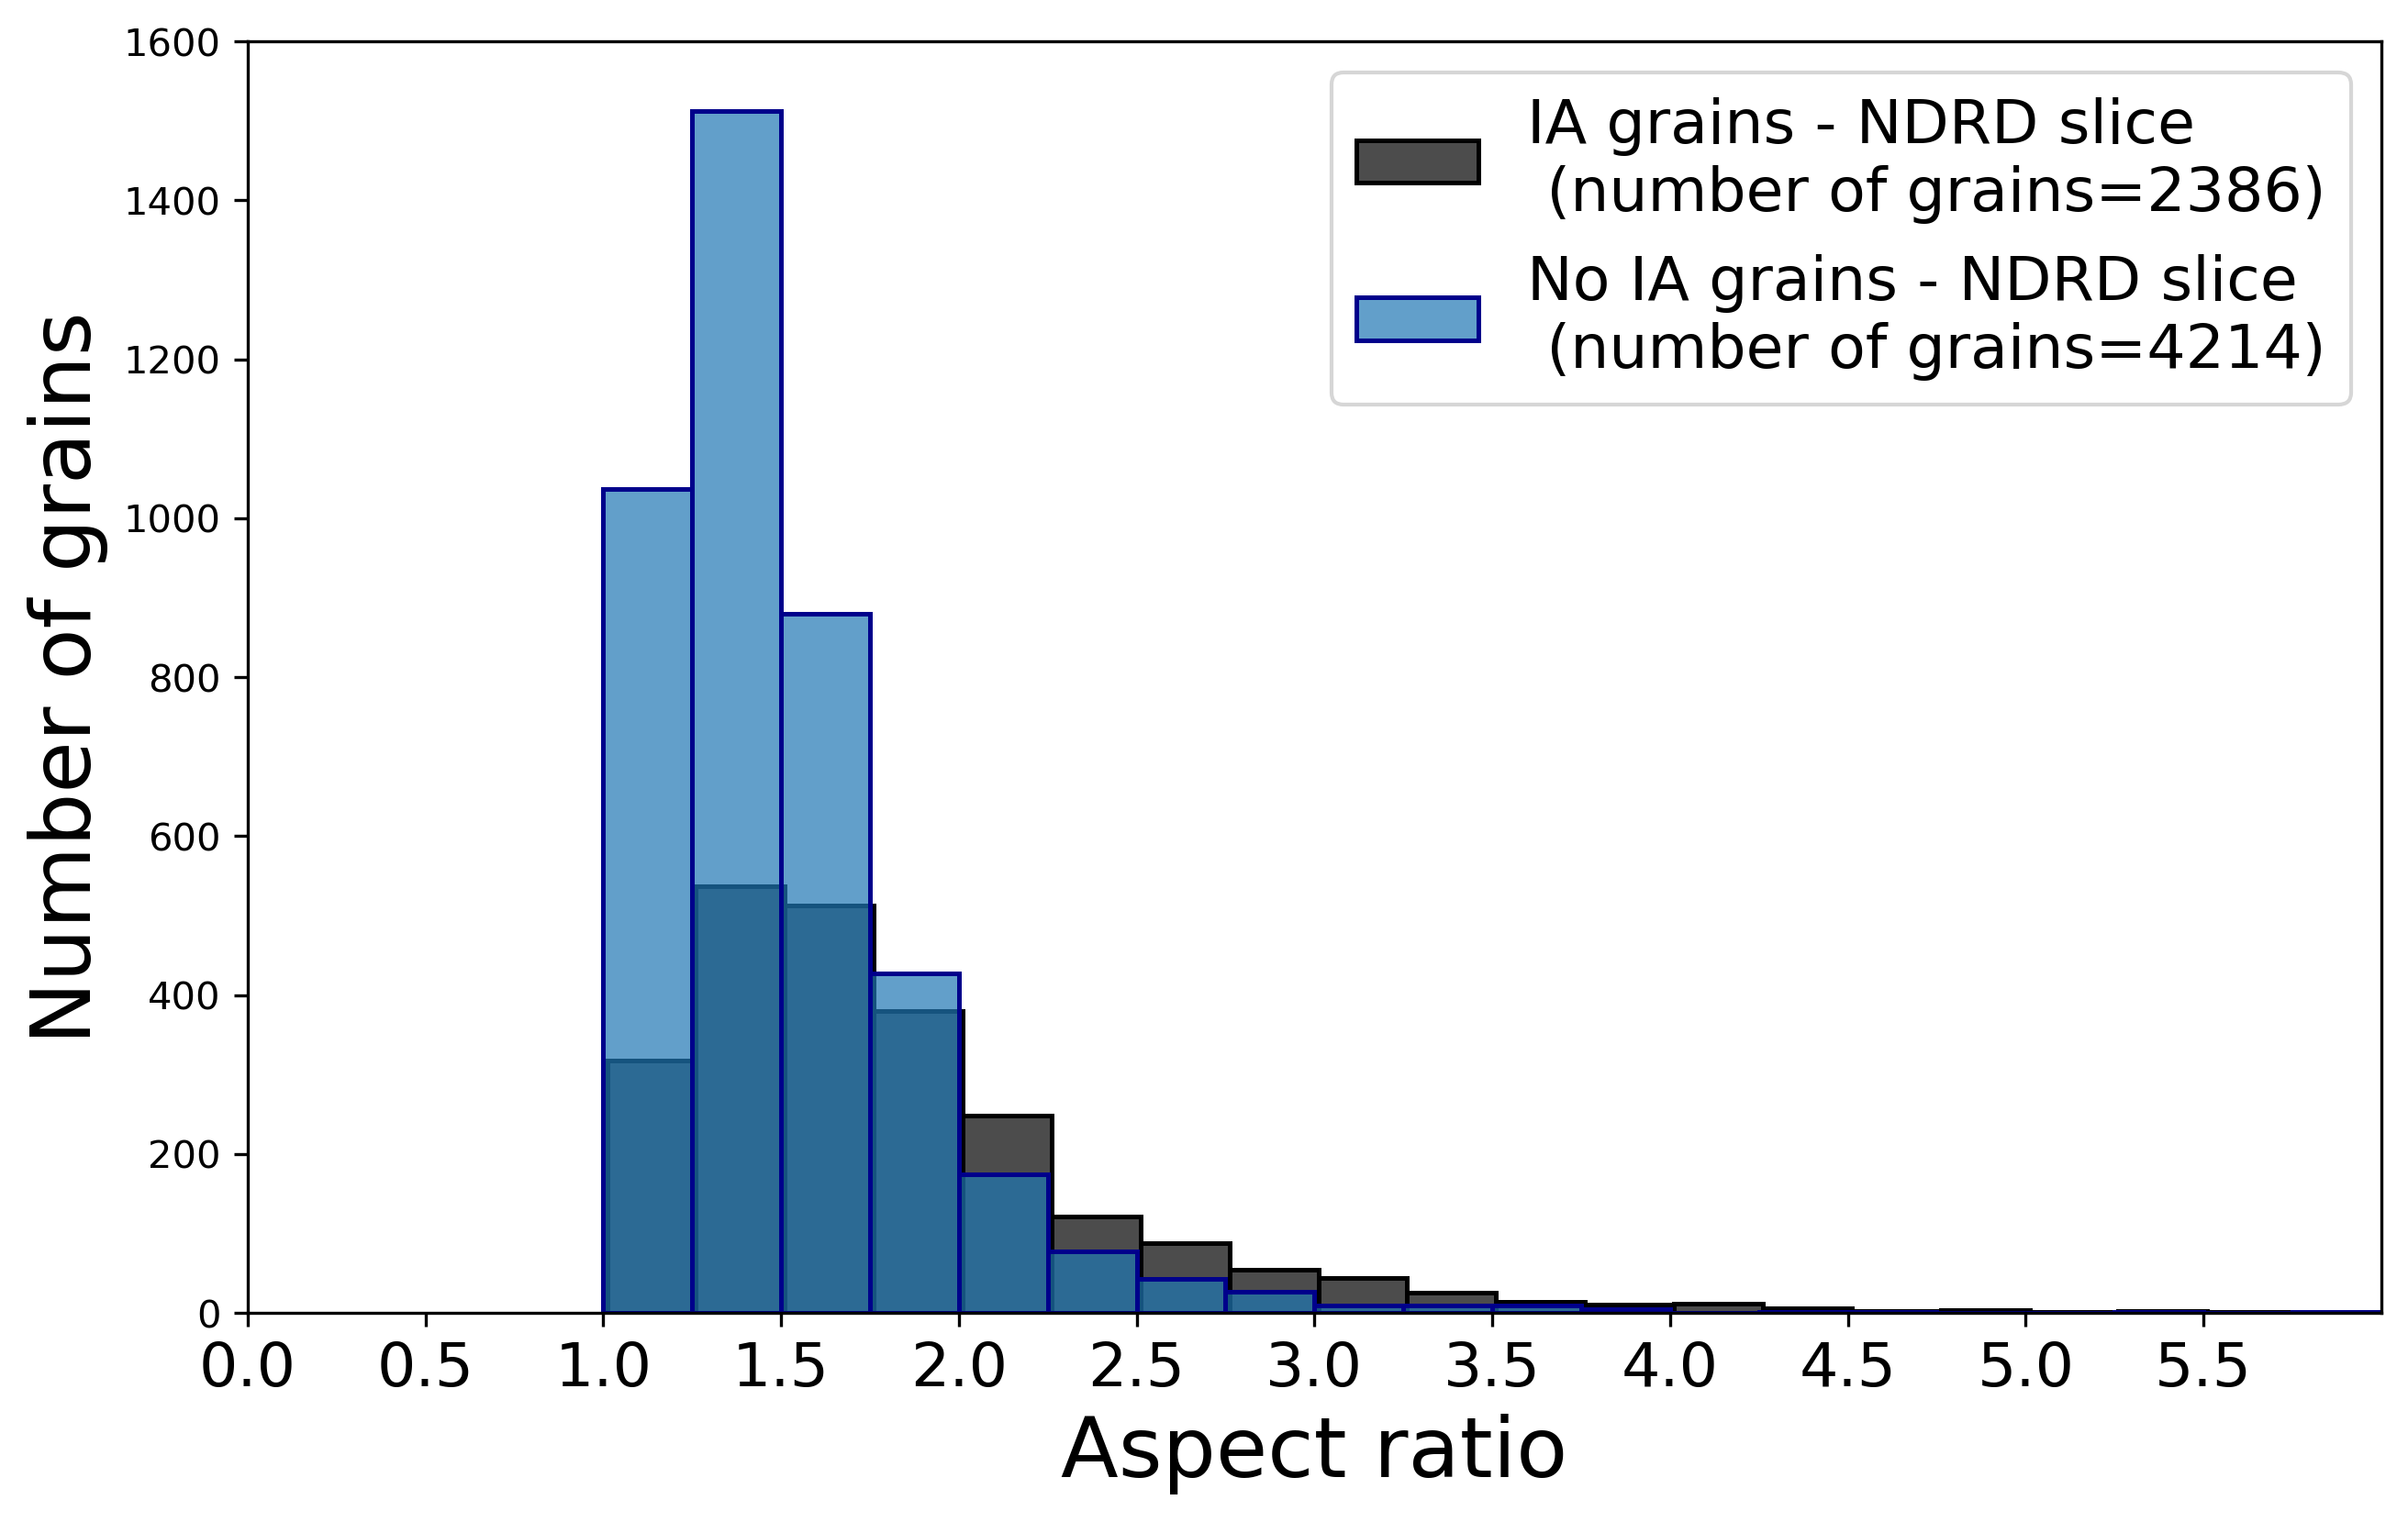 1600
1400
1200
1000
800
600
400
200
0
Number of grains
IA grains - NDRD slice
(number of grains=2386)
No IA grains - NDRD slice
(number of grains=4214)
0.0 0.5 1.0 1.5 2.0 2.5 3.0 3.5 4.0 4.5 5.0 5.5
Aspect ratio